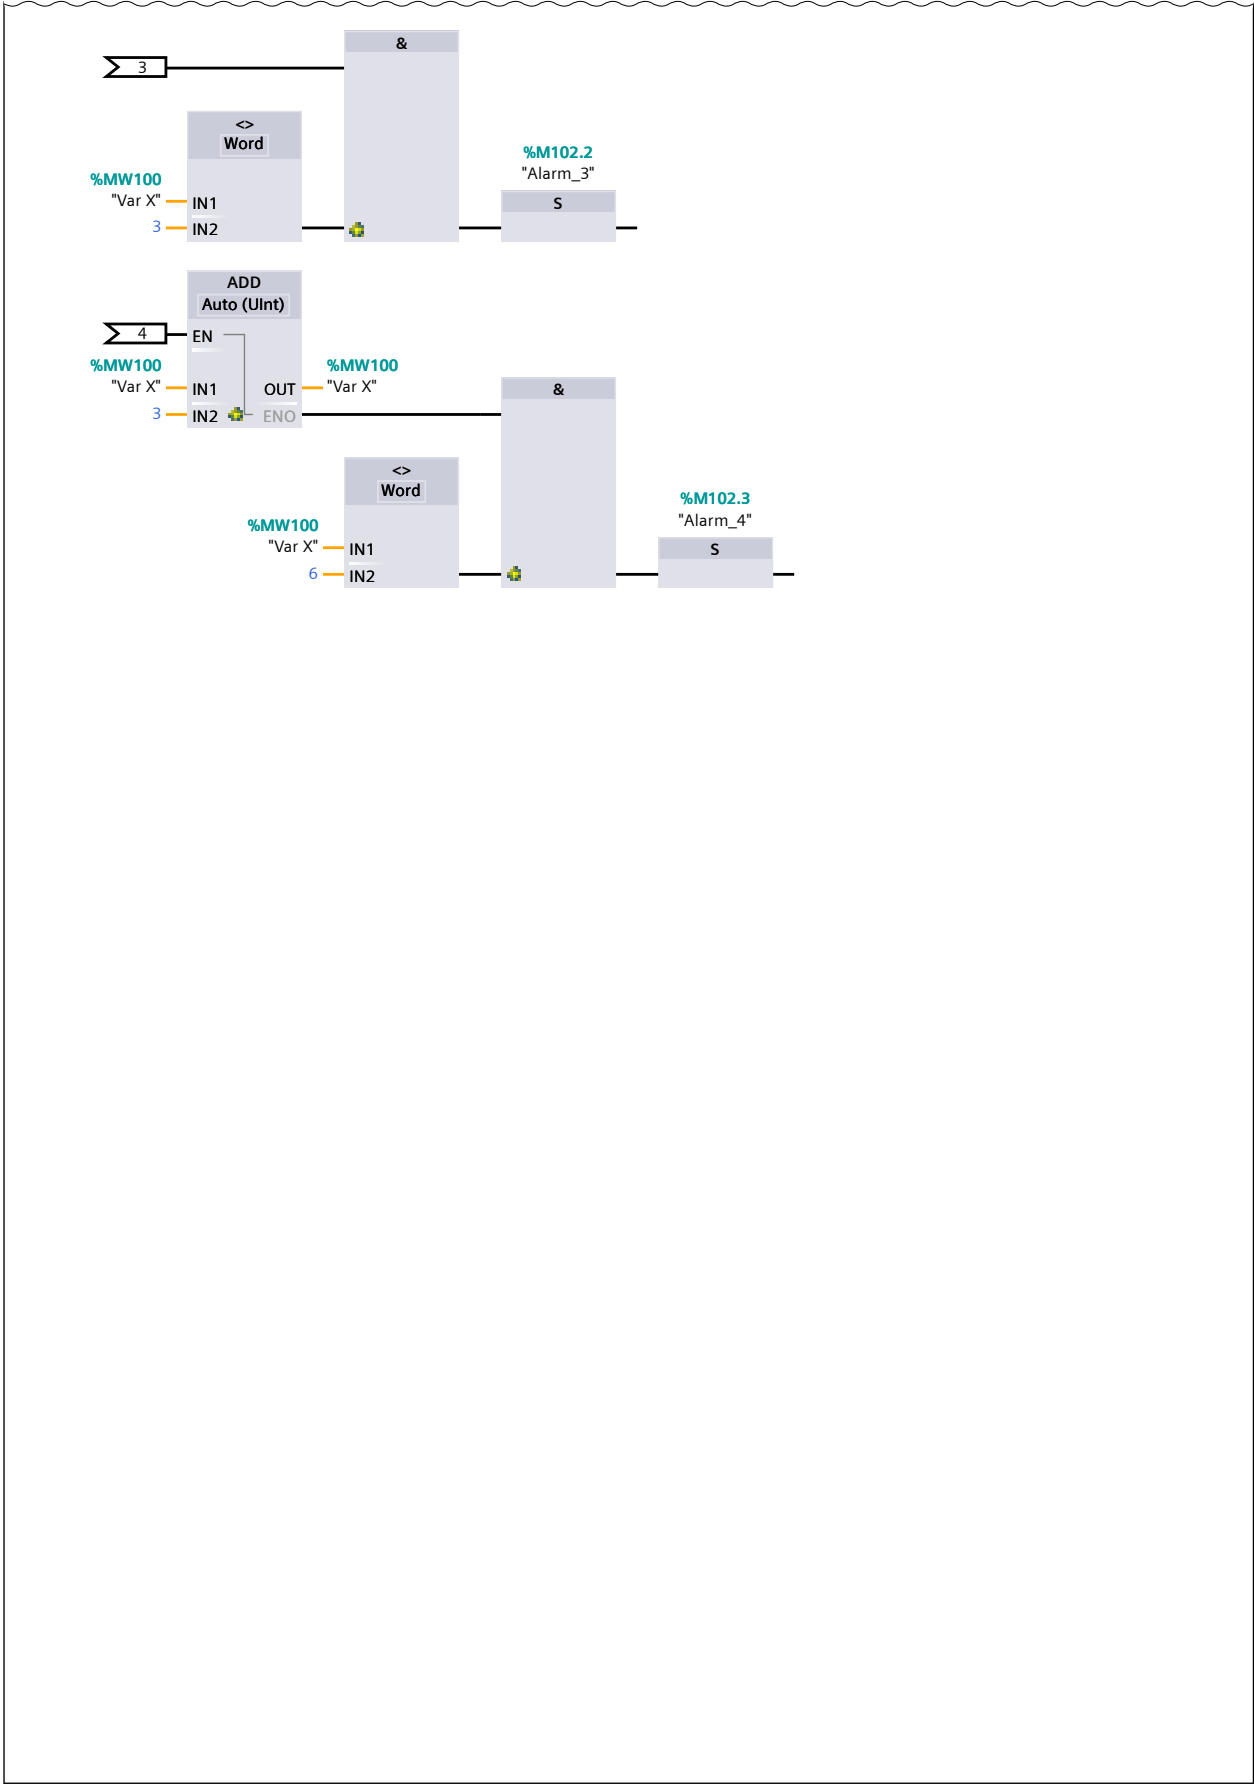 &
3
<>
Word
%M102.2
"Alarm_3"
%MW100
"Var X" IN1
S
3 IN2
ADD
Auto (UInt)
4 EN
%MW100 %MW100
"Var X" IN1 OUT "Var X"
&
3 IN2 ENO
<>
Word
%M102.3
"Alarm_4"
%MW100
"Var X" IN1
S
6 IN2